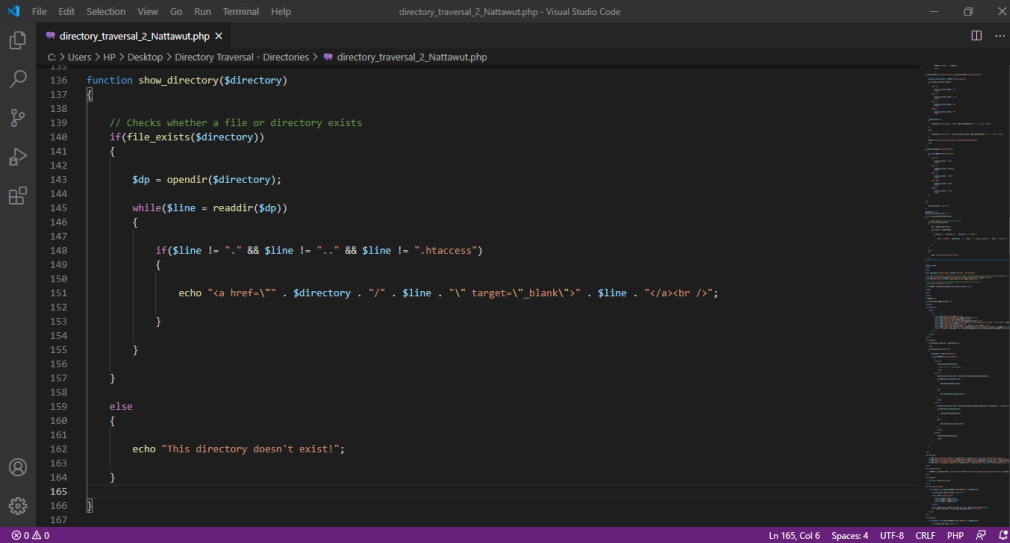 File Edit Selection View Go Run Terminal Help directory_traversal_2_Nattawut.php - Visual Studio Code
directory_traversal_2_Nattawut.php
C: > Users > HP > Desktop > Directory Traversal - Directories > directory_traversal_2_Nattawut.php
135
136 function show_directory($directory)
137 {
138
139 // Checks whether a file or directory exists
140 if(file_exists($directory))
141 {
142
143 $dp = opendir($directory);
144
145 while($line = readdir($dp))
146 {
147
148 if($line != "." && $line != ".." && $line != ".htaccess")
149 {
150
151 echo "<a href=\"" . $directory . "/" . $line . "\" target=\"_blank\">" . $line . "</a><br />";
152
153 }
154
155 }
156
157 }
158
159 else
160 {
161
162 echo "This directory doesn't exist!";
163
164 }
165
166 }
167
0 0 Ln 165, Col 6 Spaces: 4 UTF-8 CRLF PHP